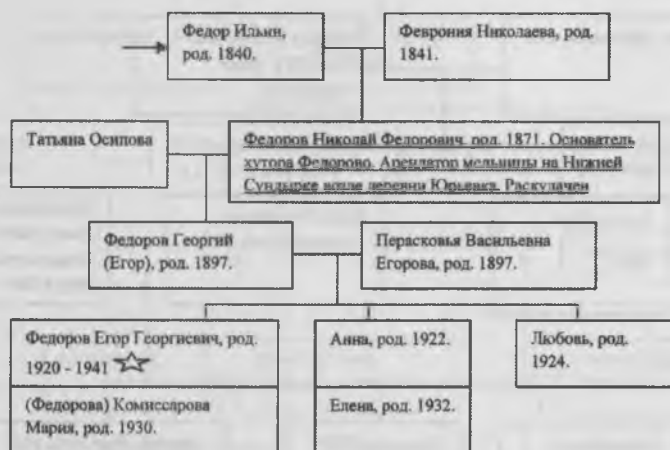 Федор Ильин,
род. 1840.
Феврония Николаева, род.
1841.
Татьяна Осипова
Федоров Николай Федорович, род. 1871. Основатель
хутора Федорово. Арендатор мельницы на Нижней
Сундырке возле деревни Юрьевка. Раскулачен
Федоров Георгий
(Егор), род. 1897.
Перасковья Васильевна
Егорова, род. 1897.
Федоров Егор Георгиевич, род.
1920 - 1941
Анна, род. 1922.
Любовь, род.
1924.
(Федорова) Комиссарова
Мария, род. 1930.
Елена, род. 1932.